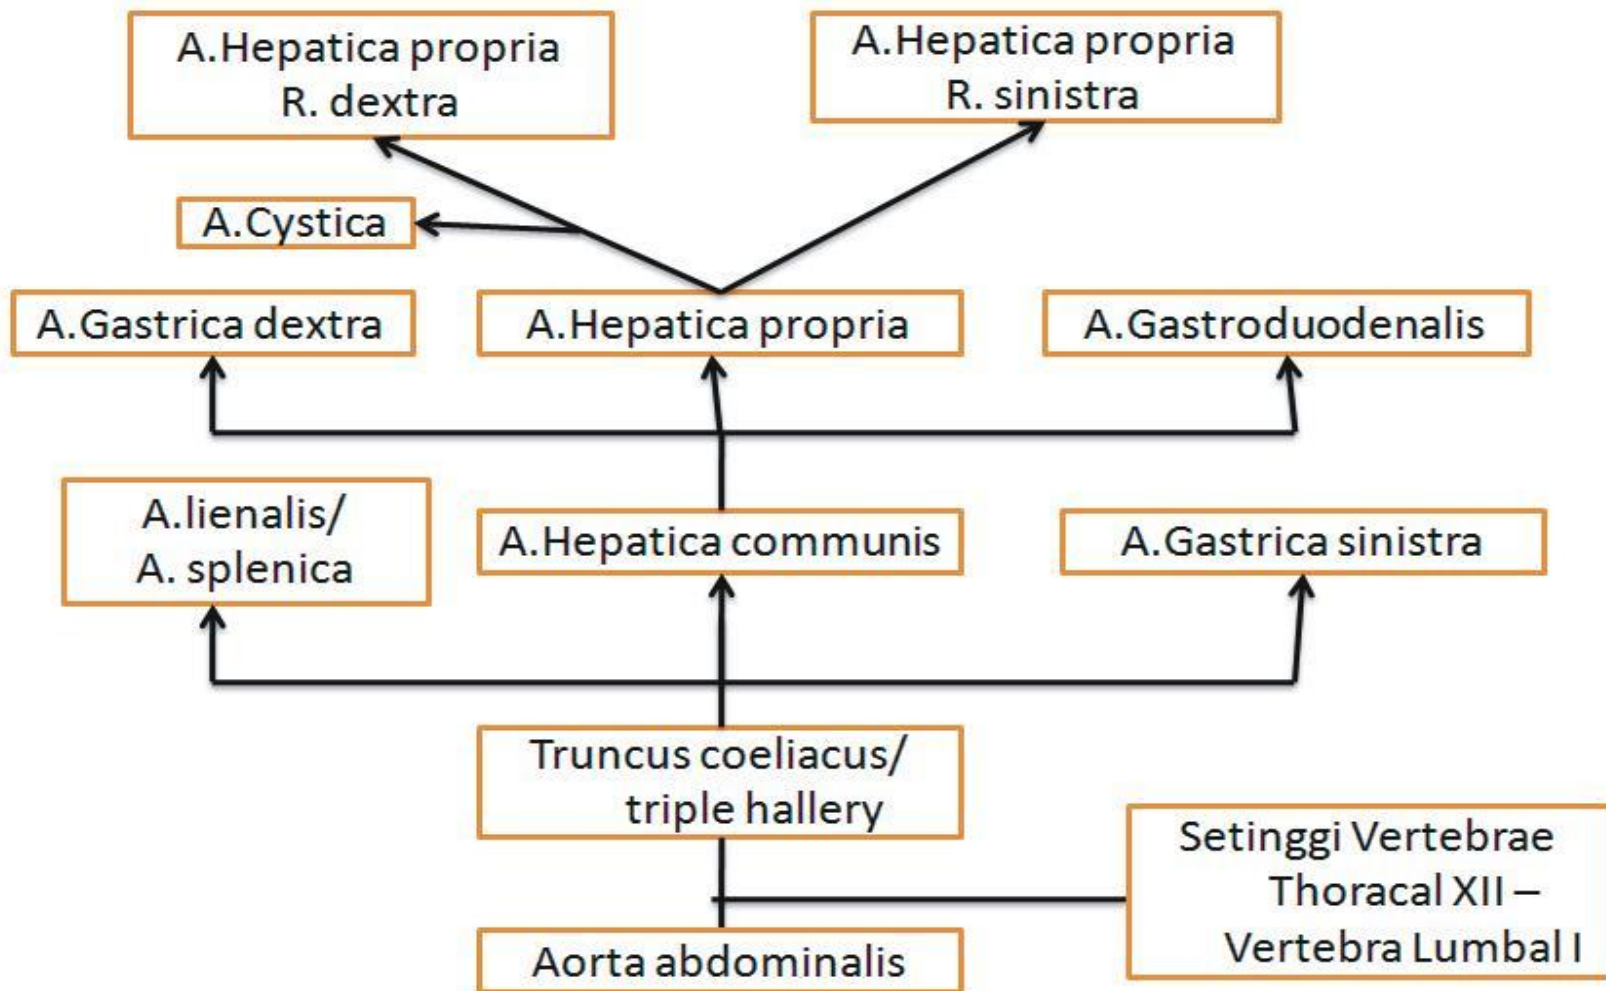 A.Hepatica propria
R. dextra
A.Hepatica propria
R. sinistra
A.Cystica
A.Gastrica dextra
A.Hepatica propria
A.Gastroduodenalis
A.lienalis/
A. splenica
A.Hepatica communis
A.Gastrica sinistra
Truncus coeliacus/
triple hallery
Setinggi Vertebrae
Thoracal XII –
Vertebra Lumbal I
Aorta abdominalis